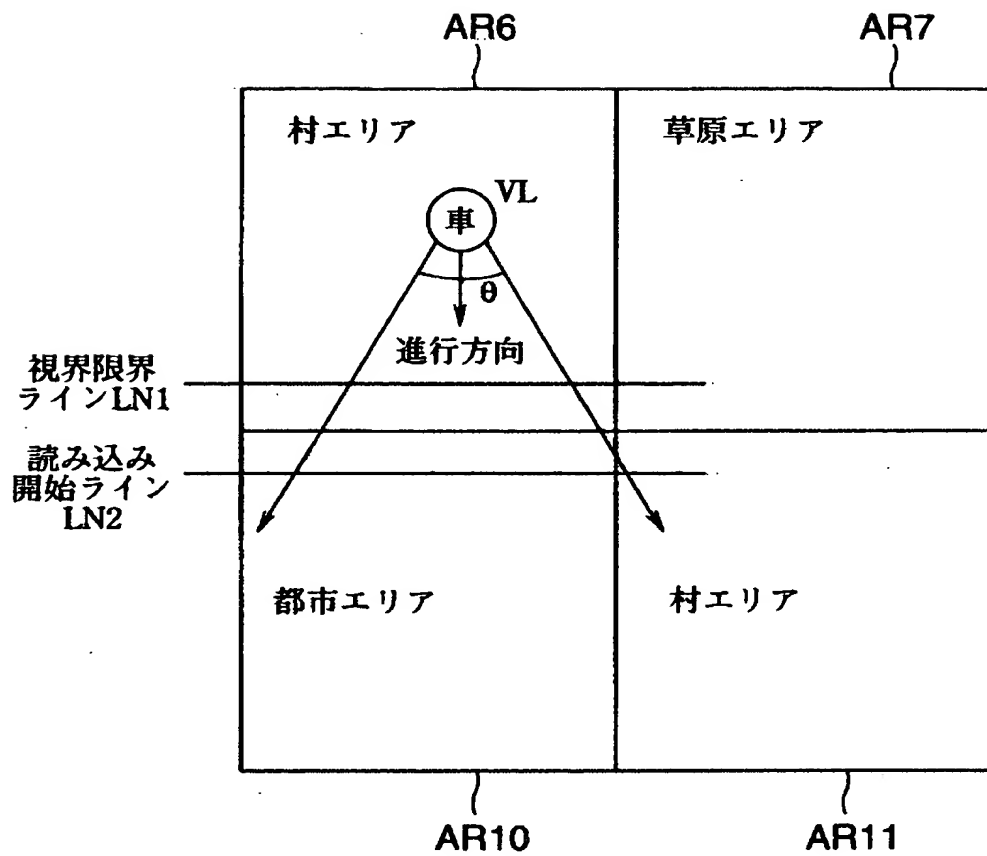 AR6
AR7
村エリア
草原エリア
車
VL
θ
進行方向
視界限界
ラインLN1
読み込み
開始ライン
LN2
都市エリア
村エリア
AR10
AR11